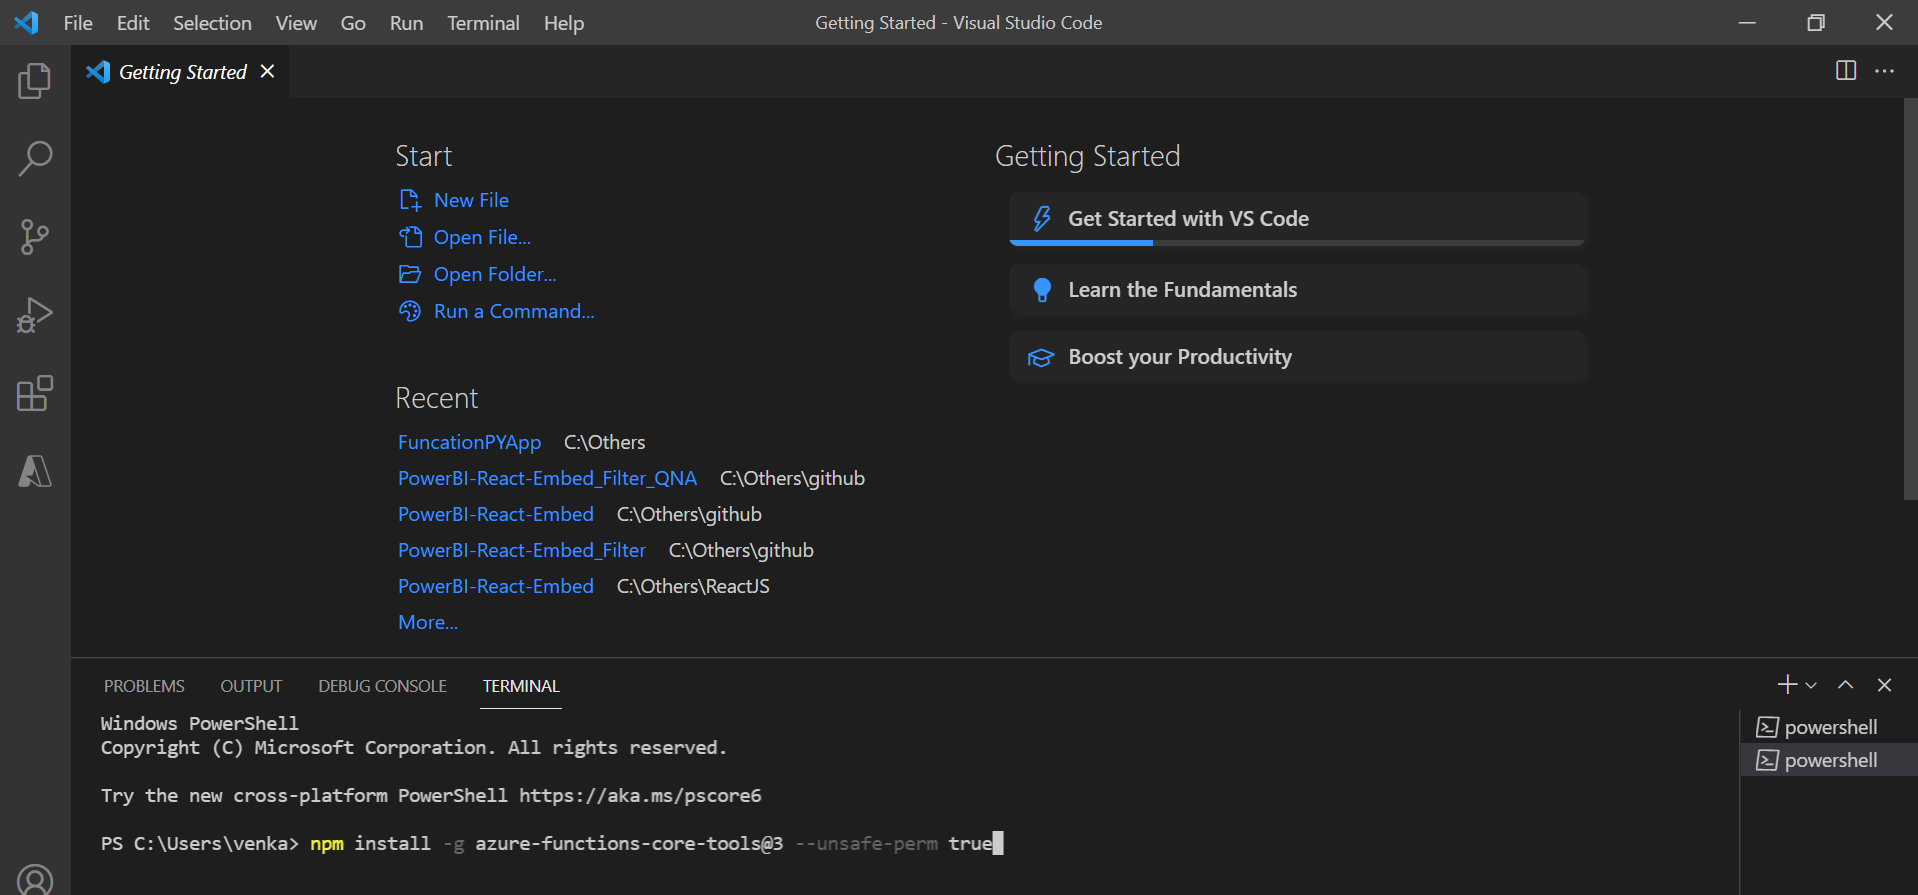 File Edit Selection View Go Run Terminal Help Getting Started - Visual Studio Code
Getting Started
Start
New File
Open File...
Open Folder...
Run a Command...
Recent
FuncationPYApp C:\Others
PowerBI-React-Embed_Filter_QNA C:\Others\github
PowerBI-React-Embed C:\Others\github
PowerBI-React-Embed_Filter C:\Others\github
PowerBI-React-Embed C:\Others\ReactJS
More...
Getting Started
Get Started with VS Code
Learn the Fundamentals
Boost your Productivity
PROBLEMS OUTPUT DEBUG CONSOLE TERMINAL
Windows PowerShell
Copyright (C) Microsoft Corporation. All rights reserved.
Try the new cross-platform PowerShell https://aka.ms/pscore6
PS C:\Users\venka> npm install -g azure-functions-core-tools@3 --unsafe-perm true
powershell
powershell